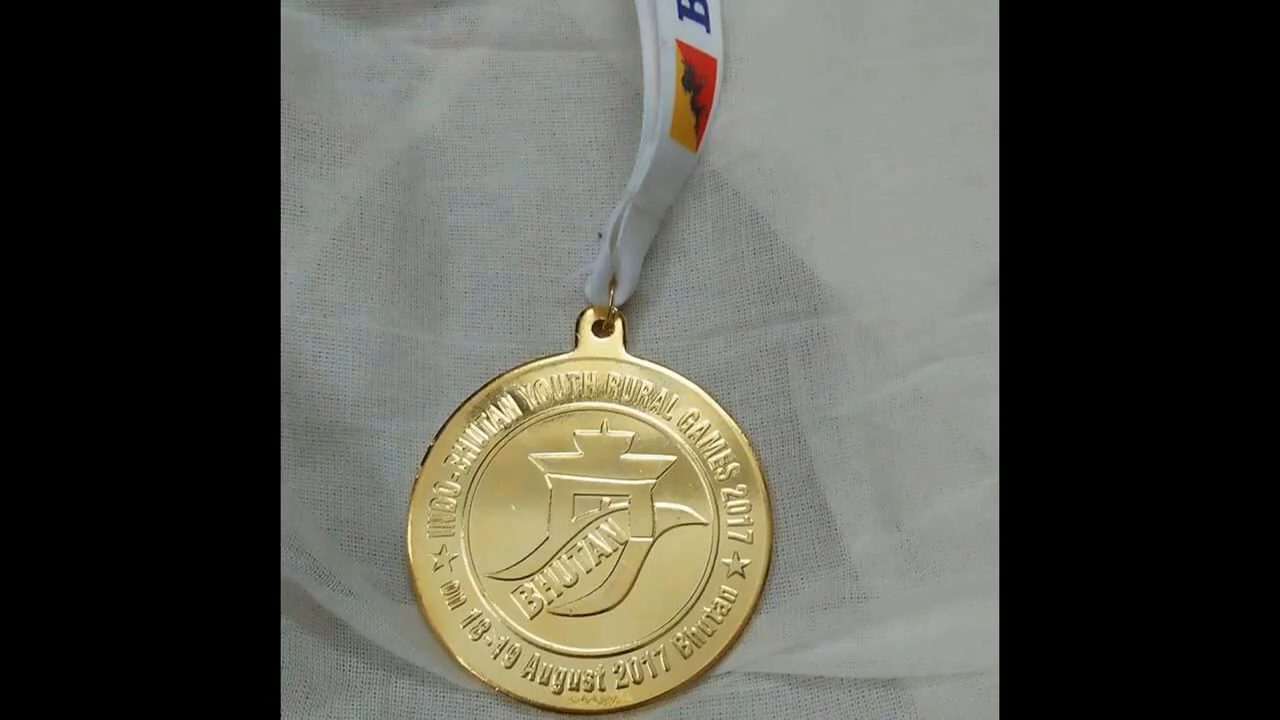 B
INDO-BHUTAN YOUTH RURAL GAMES 2017
BHUTAN
On 18-19 August 2017 Bhutan